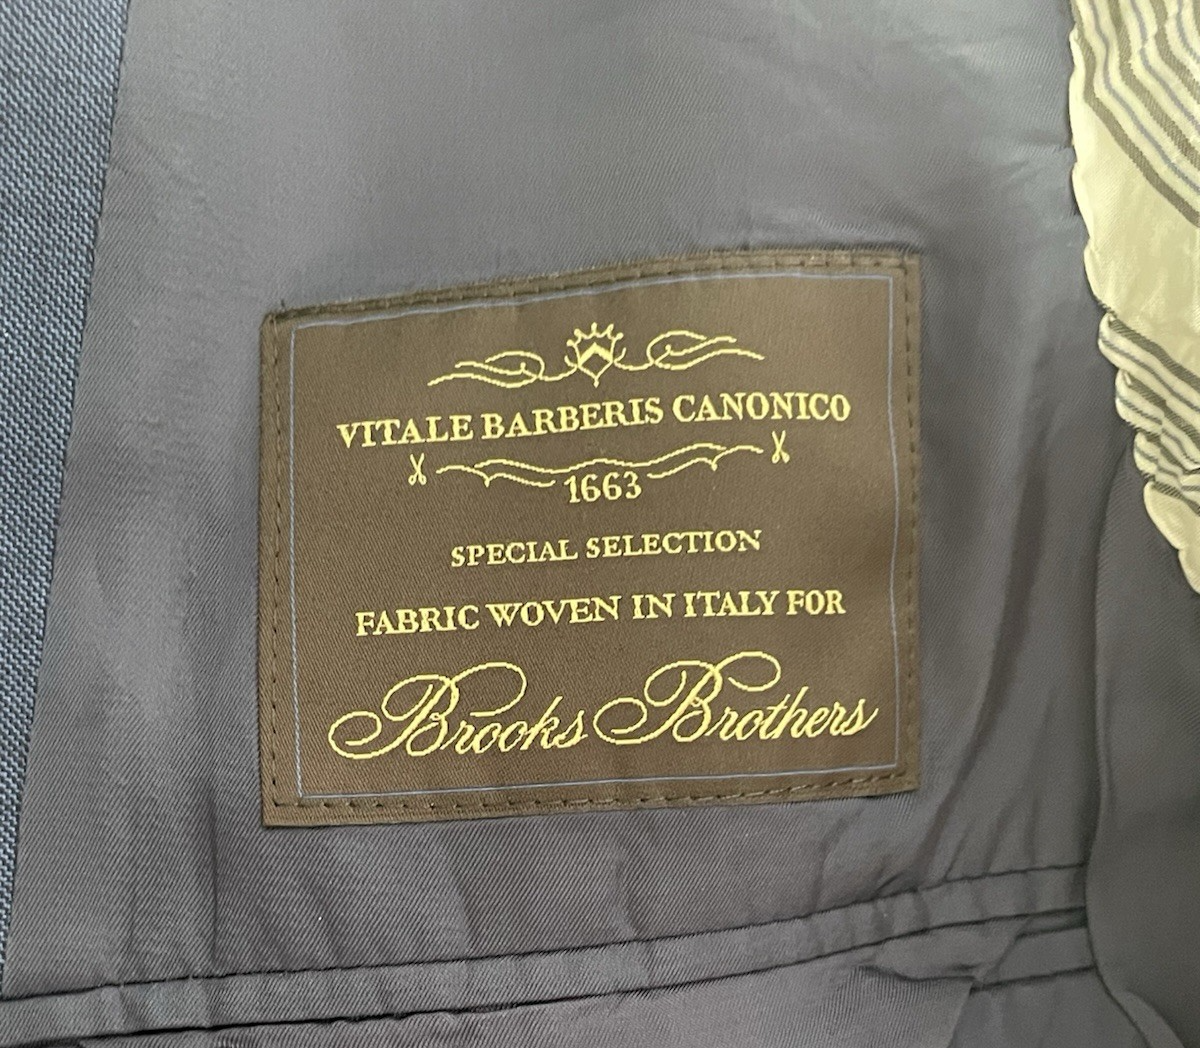 VITALE BARBERIS CANONICO
1663
SPECIAL SELECTION
FABRIC WOVEN IN ITALY FOR
Brooks Brothers